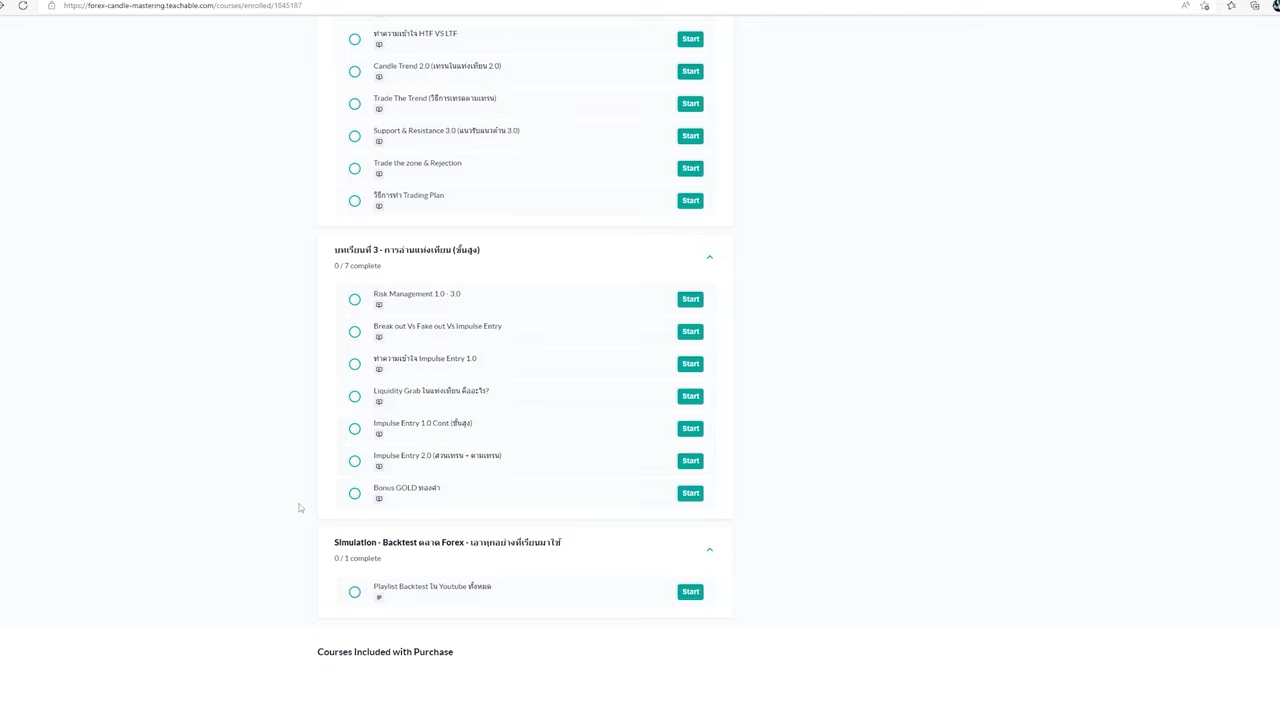 https://forex-candle-mastering.teachable.com/courses/enrolled/1845187
ทำความเข้าใจ HTF VS LTF
Start
Candle Trend 2.0 (เทรนในแท่งเทียน 2.0)
Start
Trade The Trend (วิธีการเทรดตามเทรน)
Start
Support & Resistance 3.0 (แนวรับแนวต้าน 3.0)
Start
Trade the zone & Rejection
Start
วิธีการทำ Trading Plan
Start
บทเรียนที่ 3 - การอ่านแท่งเทียน (ขั้นสูง)
0 / 7 complete
Risk Management 1.0 - 3.0
Start
Break out Vs Fake out Vs Impulse Entry
Start
ทำความเข้าใจ Impulse Entry 1.0
Start
Liquidity Grab ในแท่งเทียน คืออะไร?
Start
Impulse Entry 1.0 Cont (ขั้นสูง)
Start
Impulse Entry 2.0 (สวนเทรน + ตามเทรน)
Start
Bonus GOLD ทองคำ
Start
Simulation - Backtest ตลาด Forex - เอาทุกอย่างที่เรียนมาใช้
0 / 1 complete
Playlist Backtest ใน Youtube ทั้งหมด
Start
Courses Included with Purchase